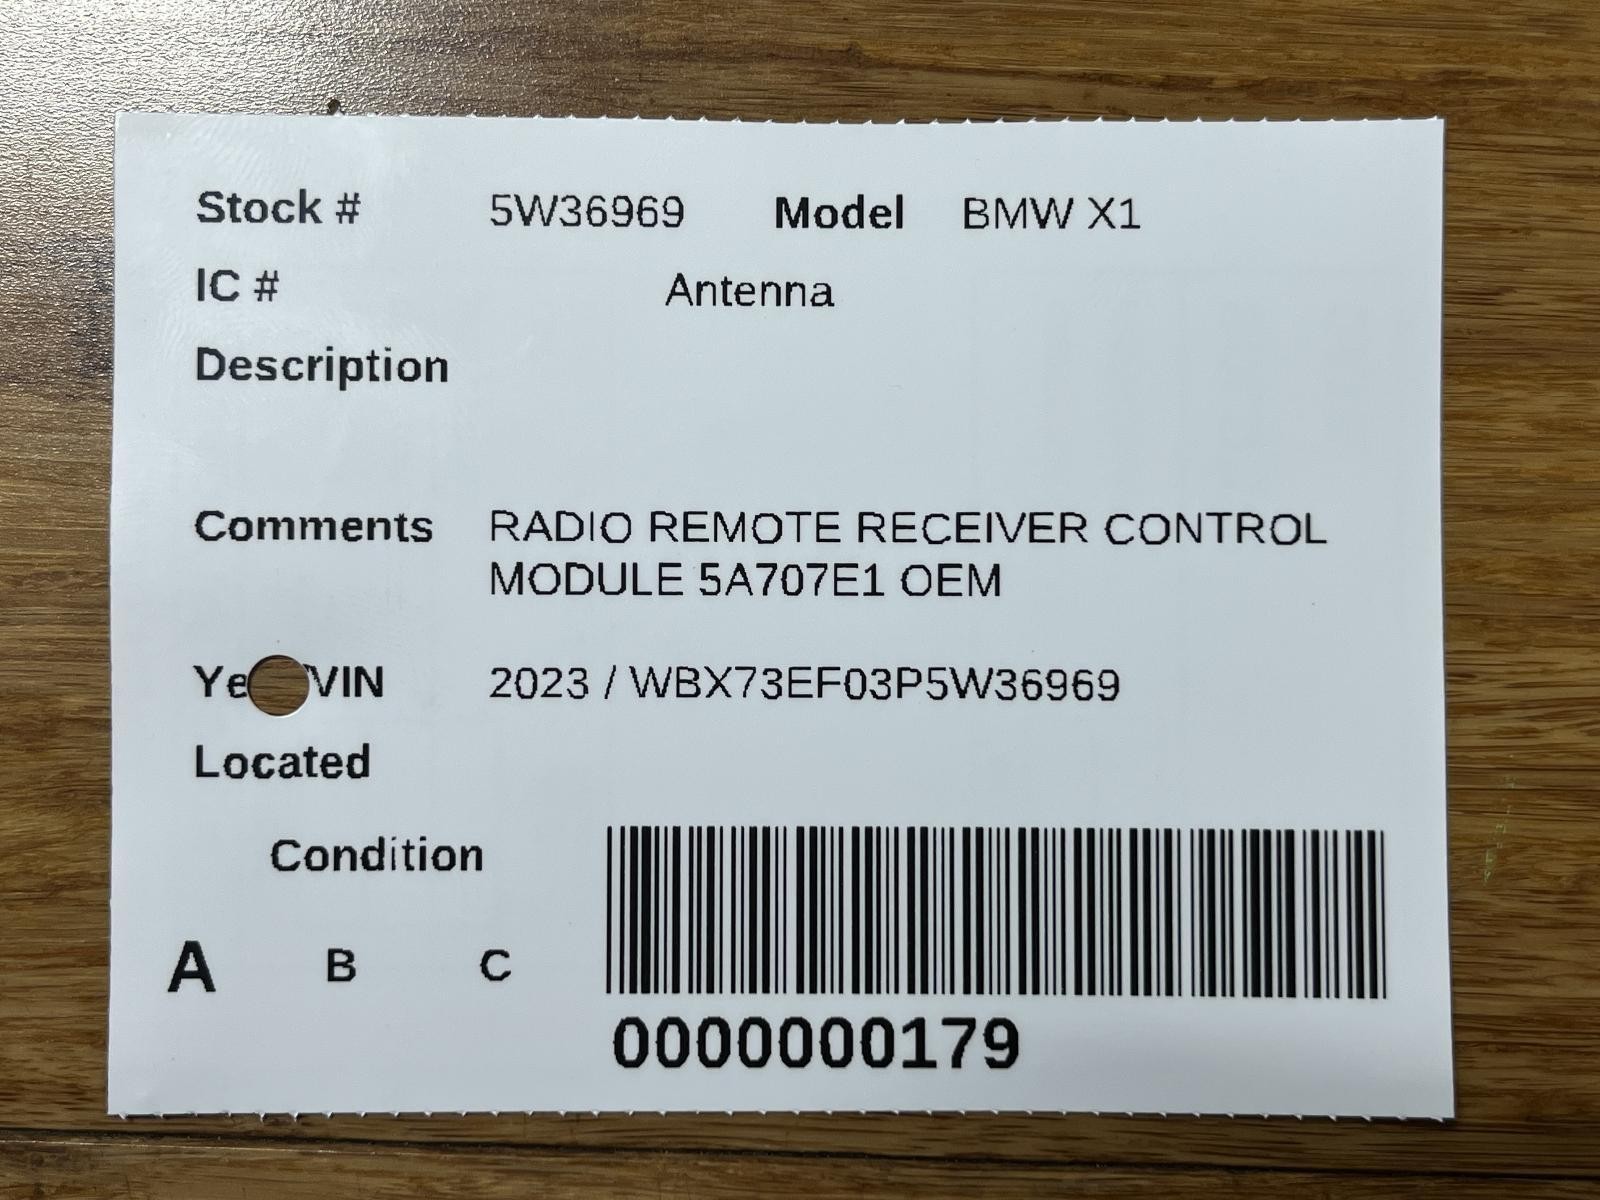 Stock # 5W36969 Model BMW X1
IC # Antenna
Description
Comments RADIO REMOTE RECEIVER CONTROL
MODULE 5A707E1 OEM
Ye VIN 2023 / WBX73EF03P5W36969
Located
Condition
A B C
0000000179